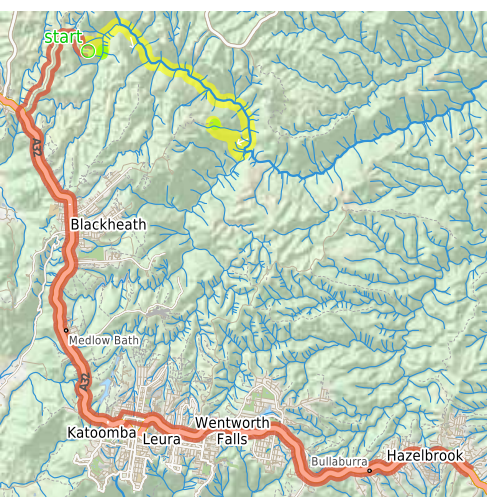 start
A32
Blackheath
Medlow Bath
A32
Katoomba
Leura
Wentworth
Falls
Bullaburra
Hazelbrook